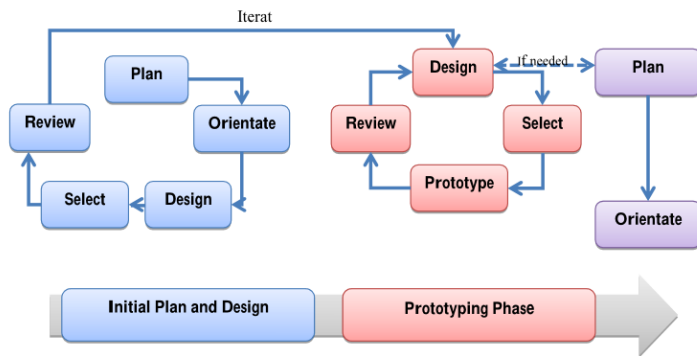 Iterat
Plan
Orientate
Design
Select
Review
Design
If needed
Select
Prototype
Review
Plan
Orientate
Initial Plan and Design
Prototyping Phase